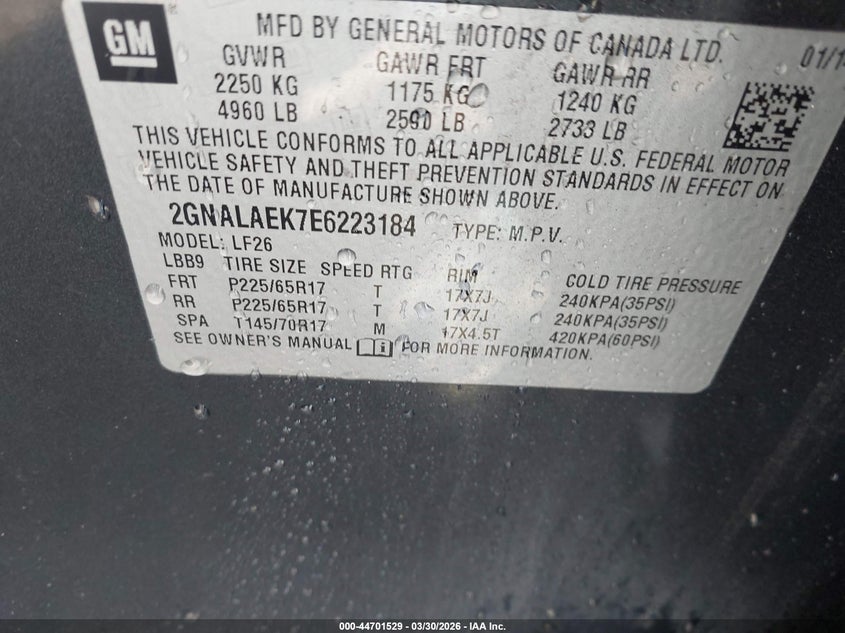 GM
MFD BY GENERAL MOTORS OF CANADA LTD.
01/1
GVWR GAWR FRT GAWR RR
2250 KG 1175 KG 1240 KG
4960 LB 2590 LB 2733 LB
THIS VEHICLE CONFORMS TO ALL APPLICABLE U.S. FEDERAL MOTOR
VEHICLE SAFETY AND THEFT PREVENTION STANDARDS IN EFFECT ON
THE DATE OF MANUFACTURE SHOWN ABOVE.
2GNALAEK7E6223184 TYPE: M.P.V.
MODEL: LF26
LBB9 TIRE SIZE SPEED RTG RIM COLD TIRE PRESSURE
FRT P225/65R17 T 17X7J 240KPA(35PSI)
RR P225/65R17 T 17X7J 240KPA(35PSI)
SPA T145/70R17 M 17X4.5T 420KPA(60PSI)
SEE OWNER'S MANUAL FOR MORE INFORMATION.
000-44701529 - 03/30/2026 - IAA Inc.